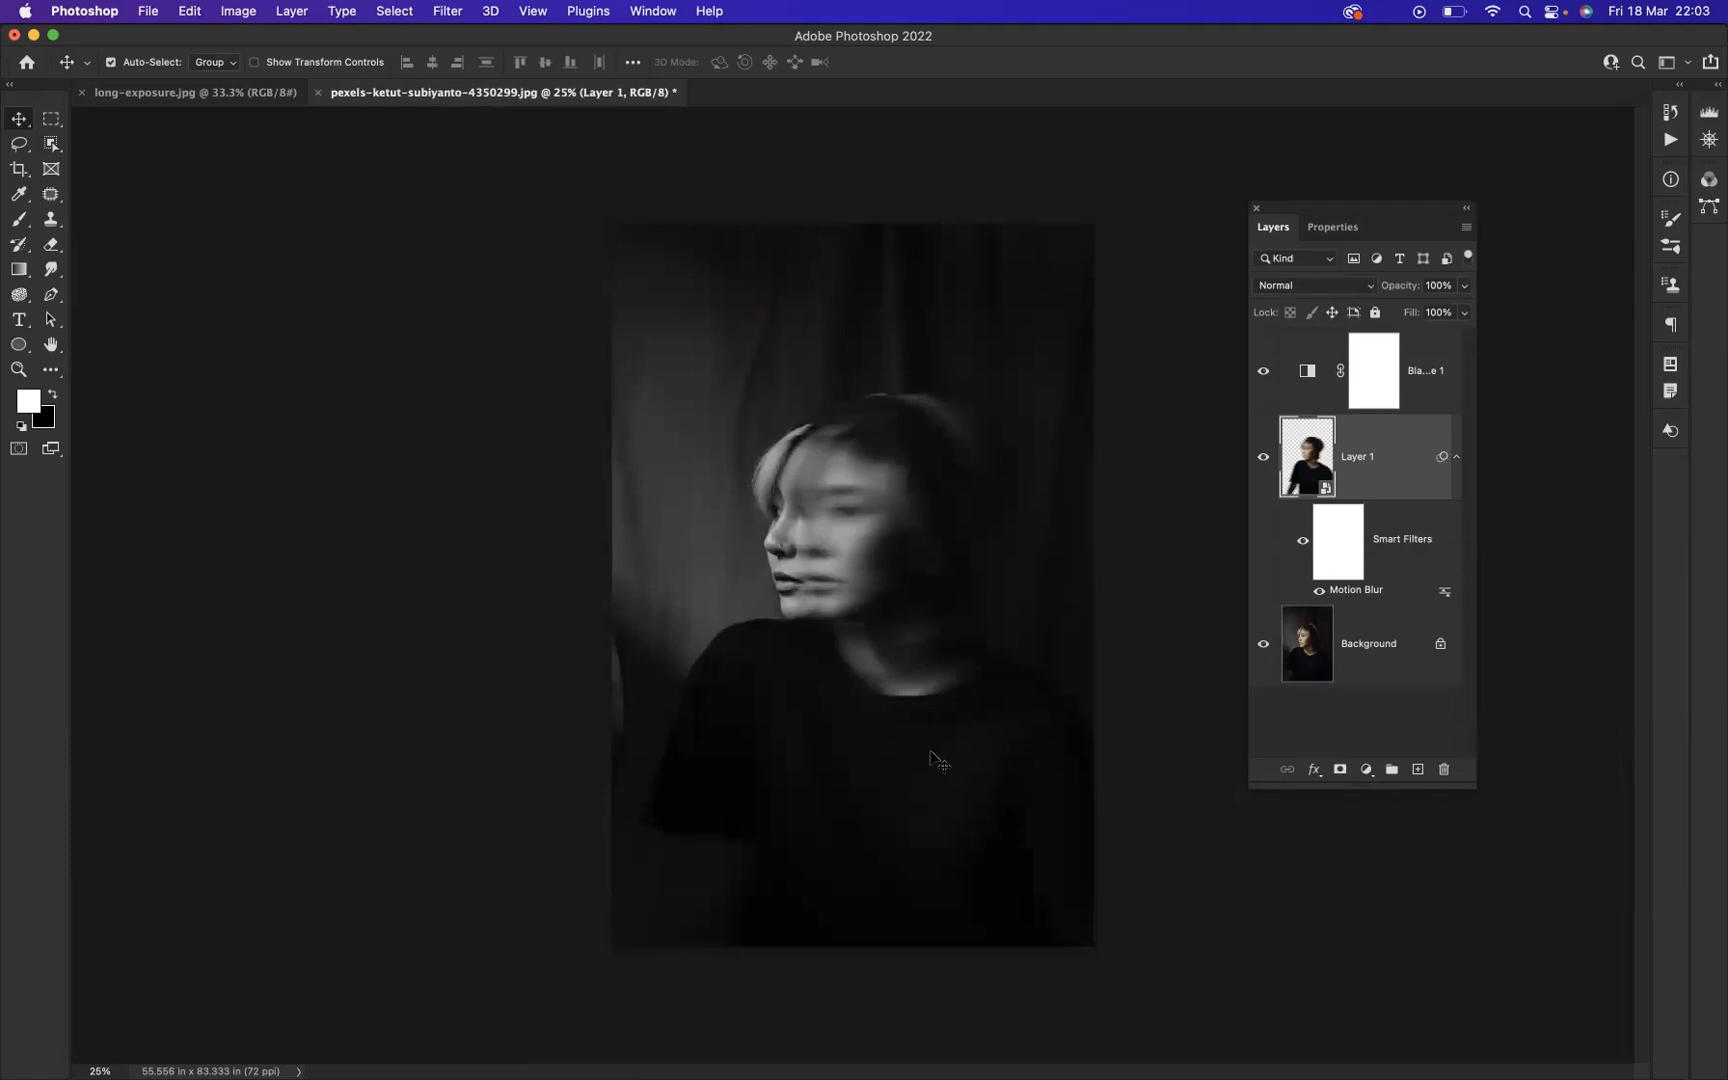 Photoshop File Edit Image Layer Type Select Filter 3D View Plugins Window Help Fri 18 Mar 22:03
Adobe Photoshop 2022
Auto-Select: Group Show Transform Controls 3D Mode:
long-exposure.jpg @ 33.3% (RGB/8#) pexels-ketut-subiyanto-4350299.jpg @ 25% (Layer 1, RGB/8) *
Layers Properties
Kind
Normal Opacity: 100%
Lock: Fill: 100%
Bla...e 1
Layer 1
Smart Filters
Motion Blur
Background
fx
25% 55.556 in x 83.333 in (72 ppi)